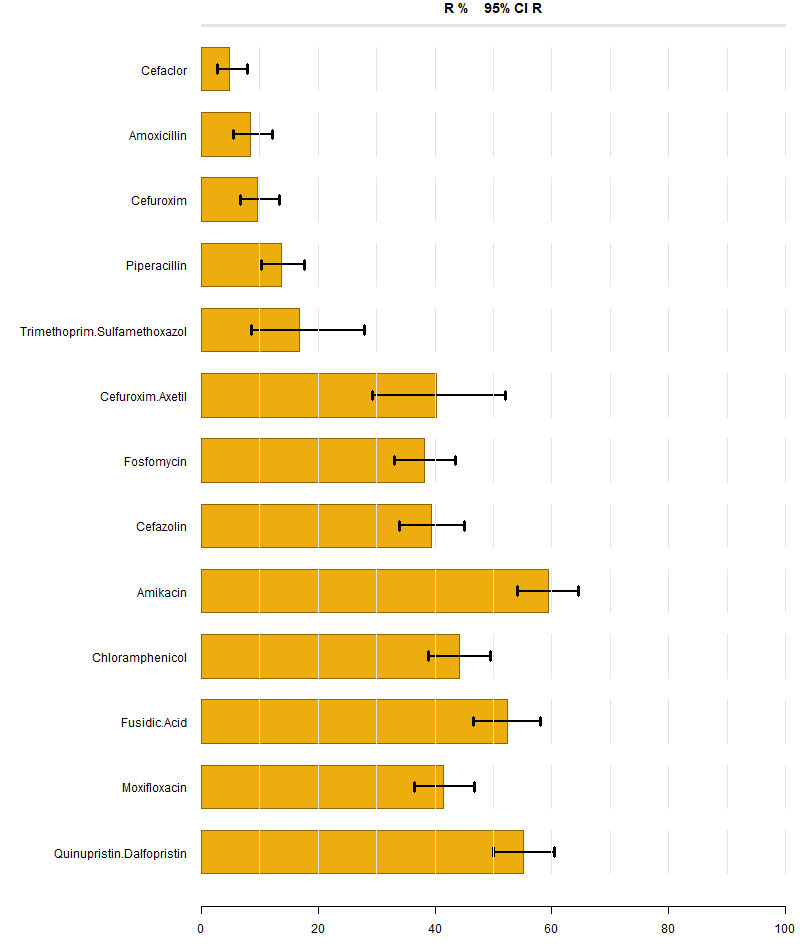 R % 95% CI R
Cefaclor
Amoxicillin
Cefuroxim
Piperacillin
Trimethoprim.Sulfamethoxazol
Cefuroxim.Axetil
Fosfomycin
Cefazolin
Amikacin
Chloramphenicol
Fusidic.Acid
Moxifloxacin
Quinupristin.Dalfopristin
0 20 40 60 80 100